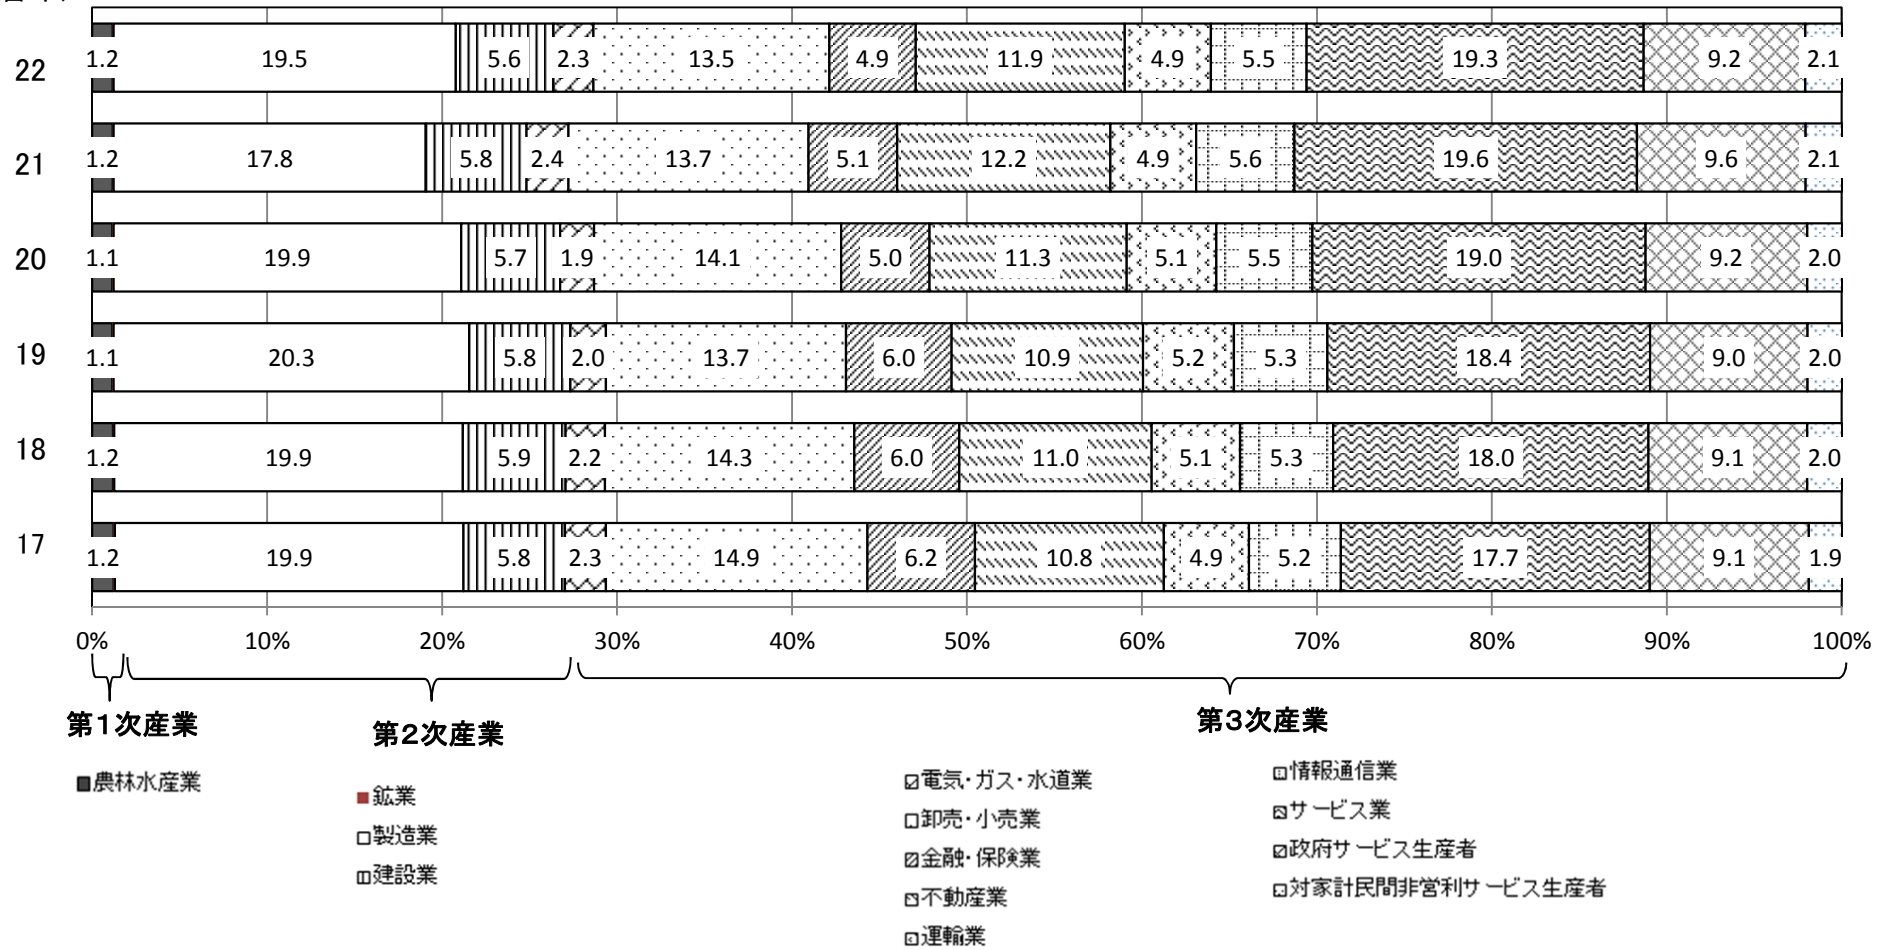 22 1.2 19.5 5.6 2.3 13.5 4.9 11.9 4.9 5.5 19.3 9.2 2.1
21 1.2 17.8 5.8 2.4 13.7 5.1 12.2 4.9 5.6 19.6 9.6 2.1
20 1.1 19.9 5.7 1.9 14.1 5.0 11.3 5.1 5.5 19.0 9.2 2.0
19 1.1 20.3 5.8 2.0 13.7 6.0 10.9 5.2 5.3 18.4 9.0 2.0
18 1.2 19.9 5.9 2.2 14.3 6.0 11.0 5.1 5.3 18.0 9.1 2.0
17 1.2 19.9 5.8 2.3 14.9 6.2 10.8 4.9 5.2 17.7 9.1 1.9
0% 10% 20% 30% 40% 50% 60% 70% 80% 90% 100%
第1次産業
第2次産業
第3次産業
農林水産業
鉱業
製造業
建設業
電気・ガス・水道業
卸売・小売業
金融・保険業
不動産業
運輸業
情報通信業
サービス業
政府サービス生産者
対家計民間非営利サービス生産者